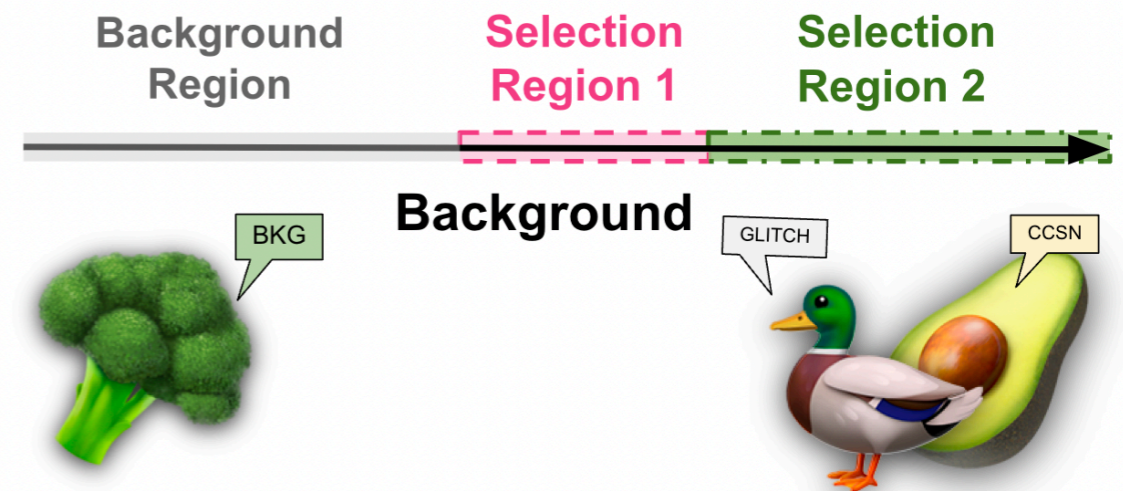 Background
Region
Selection
Region 1
Selection
Region 2
Background
BKG
GLITCH
CCSN